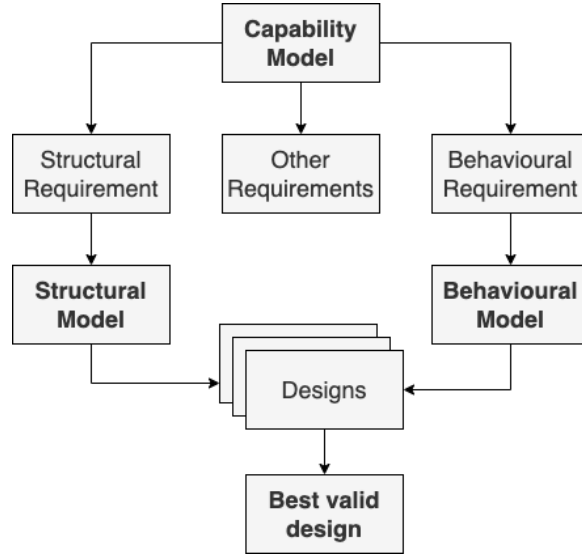 Capability
Model
Structural
Requirement
Other
Requirements
Behavioural
Requirement
Structural
Model
Behavioural
Model
Designs
Best valid
design